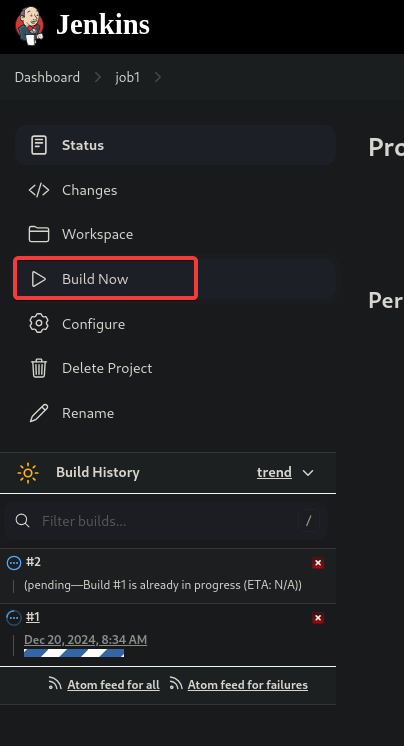 Jenkins
Dashboard > job1 >
Status
Pro
Changes
Workspace
Build Now
Per
Configure
Delete Project
Rename
Build History trend
Filter builds... /
#2
(pending—Build #1 is already in progress (ETA: N/A))
#1
Dec 20, 2024, 8:34 AM
Atom feed for all Atom feed for failures